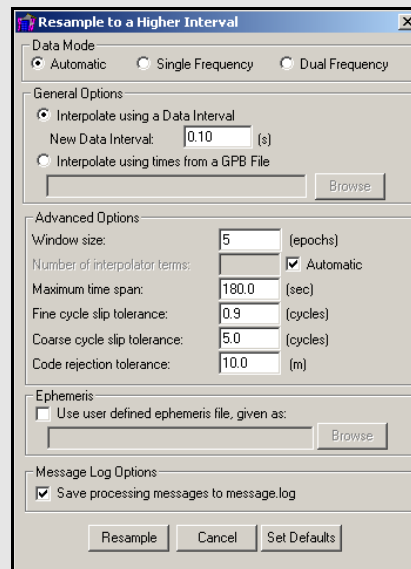 Resample to a Higher Interval
Data Mode
Automatic Single Frequency Dual Frequency
General Options
Interpolate using a Data Interval
New Data Interval: 0.10 (s)
Interpolate using times from a GPB File
Browse
Advanced Options
Window size: 5 (epochs)
Number of interpolator terms: Automatic
Maximum time span: 180.0 (sec)
Fine cycle slip tolerance: 0.9 (cycles)
Coarse cycle slip tolerance: 5.0 (cycles)
Code rejection tolerance: 10.0 (m)
Ephemeris
Use user defined ephemeris file, given as:
Browse
Message Log Options
Save processing messages to message.log
Resample Cancel Set Defaults